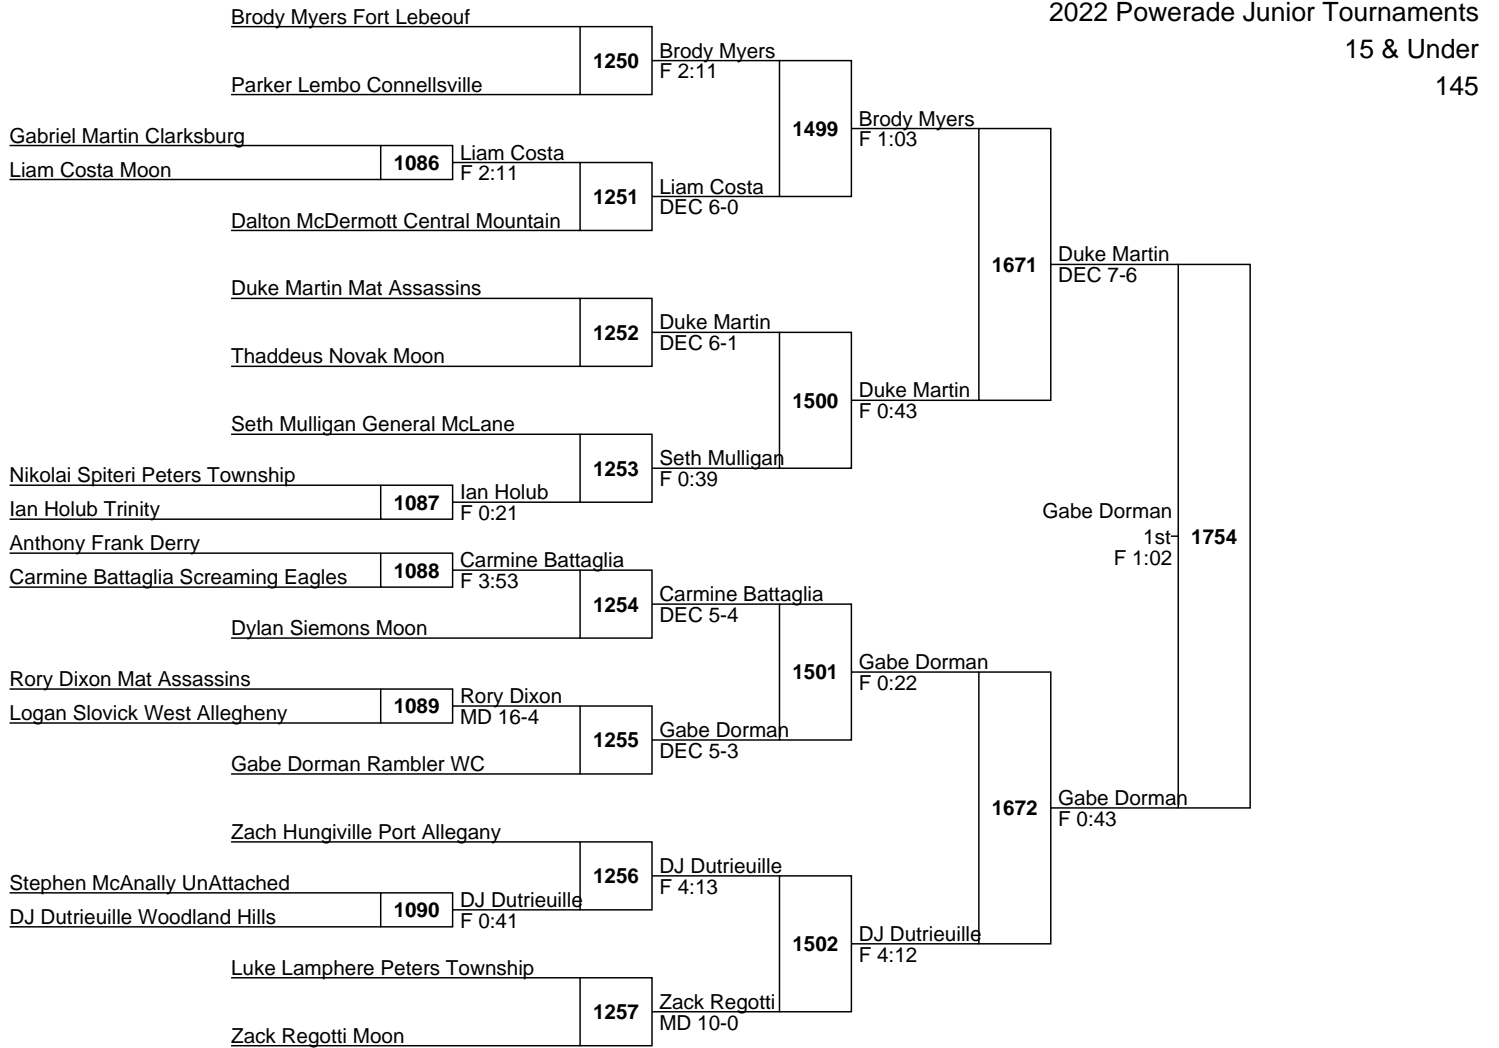 2022 Powerade Junior Tournaments
15 & Under
145
Brody Myers Fort Lebeouf
1250
Brody Myers
F 2:11
Parker Lembo Connellsville
1499
Brody Myers
F 1:03
Gabriel Martin Clarksburg
1086
Liam Costa
F 2:11
Liam Costa Moon
1251
Liam Costa
DEC 6-0
Dalton McDermott Central Mountain
1671
Duke Martin
DEC 7-6
Duke Martin Mat Assassins
1252
Duke Martin
DEC 6-1
Thaddeus Novak Moon
1500
Duke Martin
F 0:43
Seth Mulligan General McLane
1253
Seth Mulligan
F 0:39
Nikolai Spiteri Peters Township
1087
Ian Holub
F 0:21
Ian Holub Trinity
Gabe Dorman
1st
F 1:02
1754
Anthony Frank Derry
1088
Carmine Battaglia
F 3:53
Carmine Battaglia Screaming Eagles
1254
Carmine Battaglia
DEC 5-4
Dylan Siemons Moon
1501
Gabe Dorman
F 0:22
Rory Dixon Mat Assassins
1089
Rory Dixon
MD 16-4
Logan Slovick West Allegheny
1255
Gabe Dorman
DEC 5-3
Gabe Dorman Rambler WC
1672
Gabe Dorman
F 0:43
Zach Hungiville Port Allegany
1256
DJ Dutrieuille
F 4:13
Stephen McAnally UnAttached
1090
DJ Dutrieuille
F 0:41
DJ Dutrieuille Woodland Hills
1502
DJ Dutrieuille
F 4:12
Luke Lamphere Peters Township
1257
Zack Regotti
MD 10-0
Zack Regotti Moon